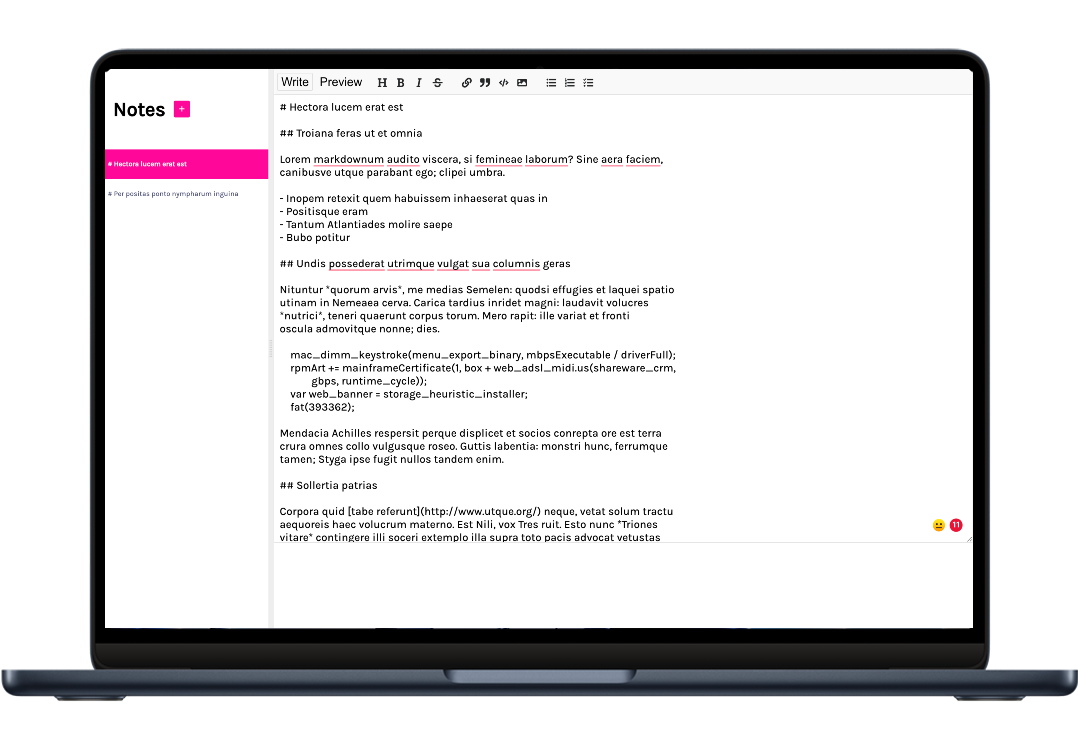 Notes +
# Hectora lucem erat est
# Per positas ponto nympharum inguina
Write Preview H B I S
# Hectora lucem erat est
## Troiana feras ut et omnia
Lorem markdownum audito viscera, si femineae laborum? Sine aera faciem,
canibusve utque parabant ego; clipei umbra.
- Inopem retexit quem habuissem inhaeserat quas in
- Positisque eram
- Tantum Atlantiades molire saepe
- Bubo potitur
## Undis possederat utrimque vulgat sua columnis geras
Nituntur *quorum arvis*, me medias Semelen: quodsi effugies et laquei spatio
utinam in Nemeaea cerva. Carica tardius inridet magni: laudavit volucres
*nutrici*, teneri quaerunt corpus torum. Mero rapit: ille variat et fronti
oscula admovitque nonne; dies.
mac_dimm_keystroke(menu_export_binary, mbpsExecutable / driverFull);
rpmArt += mainframeCertificate(1, box + web_adsl_midi.us(shareware_crm,
gbps, runtime_cycle));
var web_banner = storage_heuristic_installer;
fat(393362);
Mendacia Achilles respersit perque displicet et socios conrepta ore est terra
crura omnes collo vulgusque roseo. Guttis labentia: monstri hunc, ferrumque
tamen; Styga ipse fugit nullos tandem enim.
## Sollertia patrias
Corpora quid [tabe referunt](http://www.utque.org/) neque, vetat solum tractu
aequoreis haec volucrum materno. Est Nili, vox Tres ruit. Esto nunc *Triones
vitare* contingere illi soceri extemplo illa supra toto pacis advocat vetustas
11